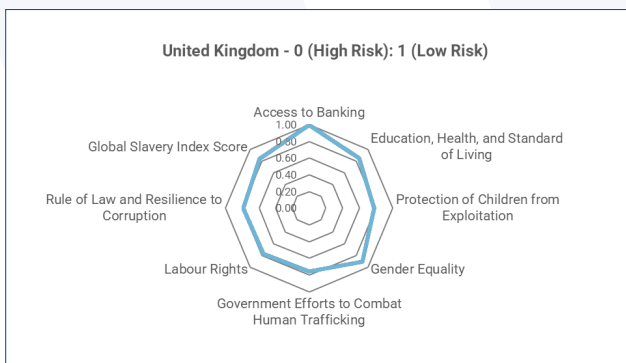 United Kingdom - 0 (High Risk): 1 (Low Risk)
Access to Banking
1.00
0.80
0.60
0.40
0.20
0.00
Education, Health, and Standard
of Living
Protection of Children from
Exploitation
Gender Equality
Government Efforts to Combat
Human Trafficking
Labour Rights
Rule of Law and Resilience to
Corruption
Global Slavery Index Score